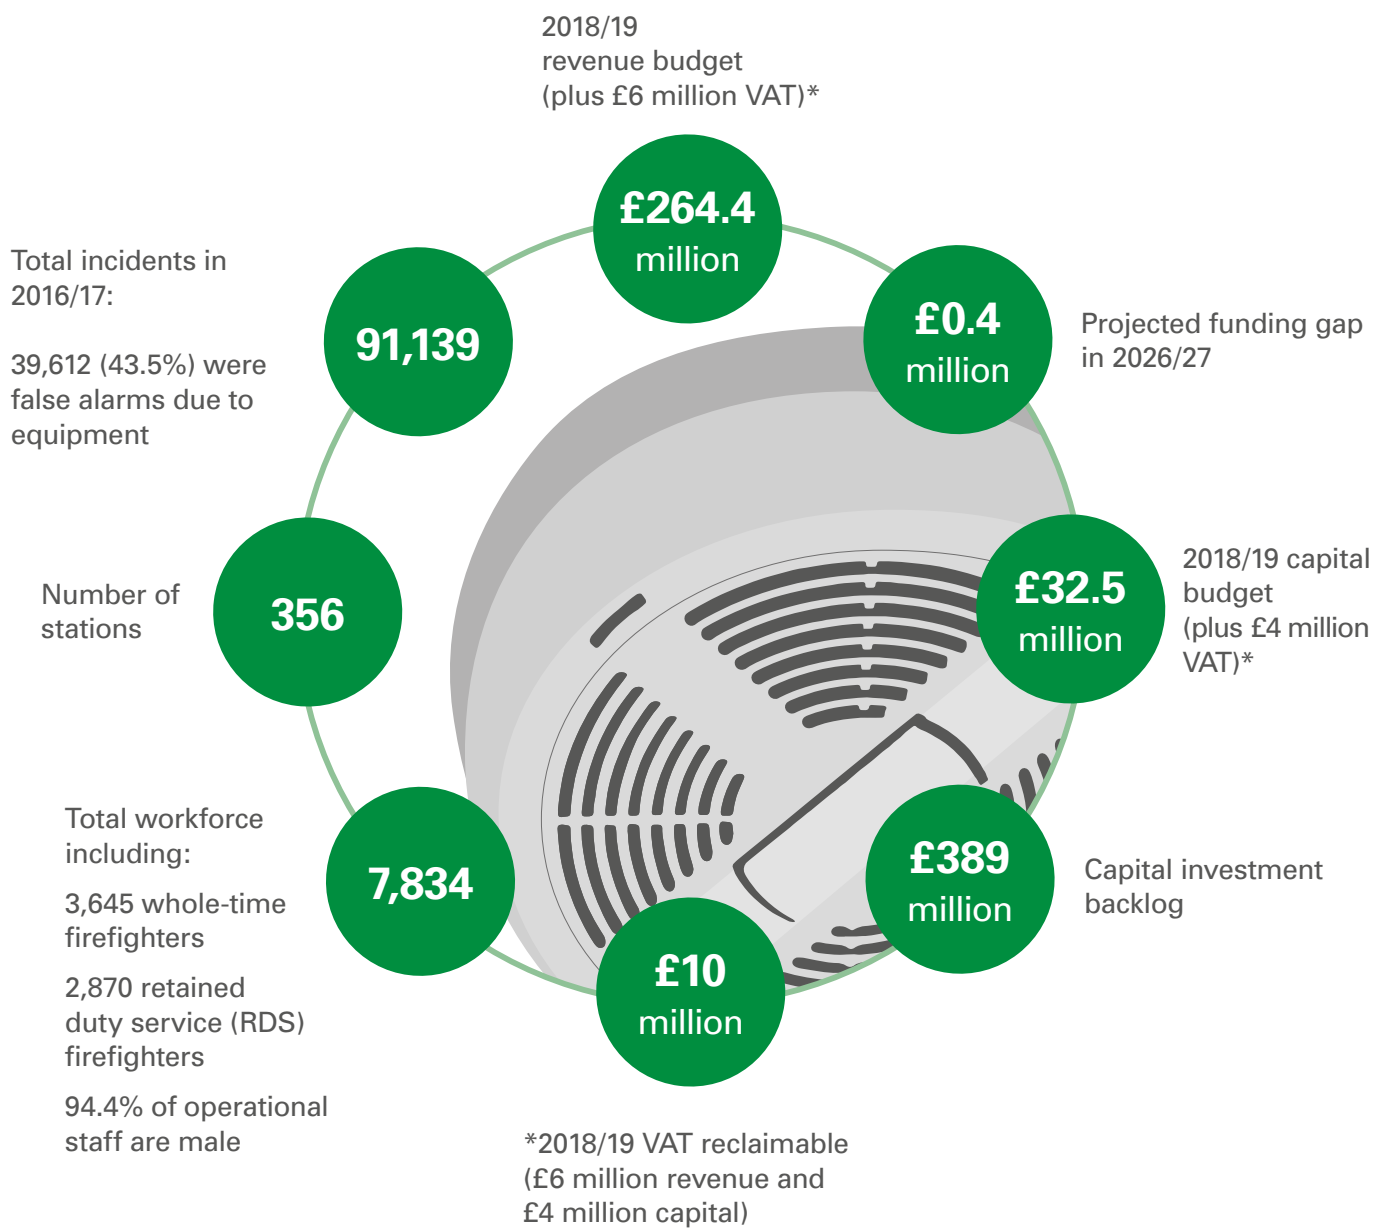 2018/19
revenue budget
(plus £6 million VAT)*
£264.4
million
£0.4
million
Projected funding gap
in 2026/27
£32.5
million
2018/19 capital
budget
(plus £4 million
VAT)*
£389
million
Capital investment
backlog
£10
million
*2018/19 VAT reclaimable
(£6 million revenue and
£4 million capital)
7,834
Total workforce
including:
3,645 whole-time
firefighters
2,870 retained
duty service (RDS)
firefighters
94.4% of operational
staff are male
356
Number of
stations
91,139
Total incidents in
2016/17:
39,612 (43.5%) were
false alarms due to
equipment